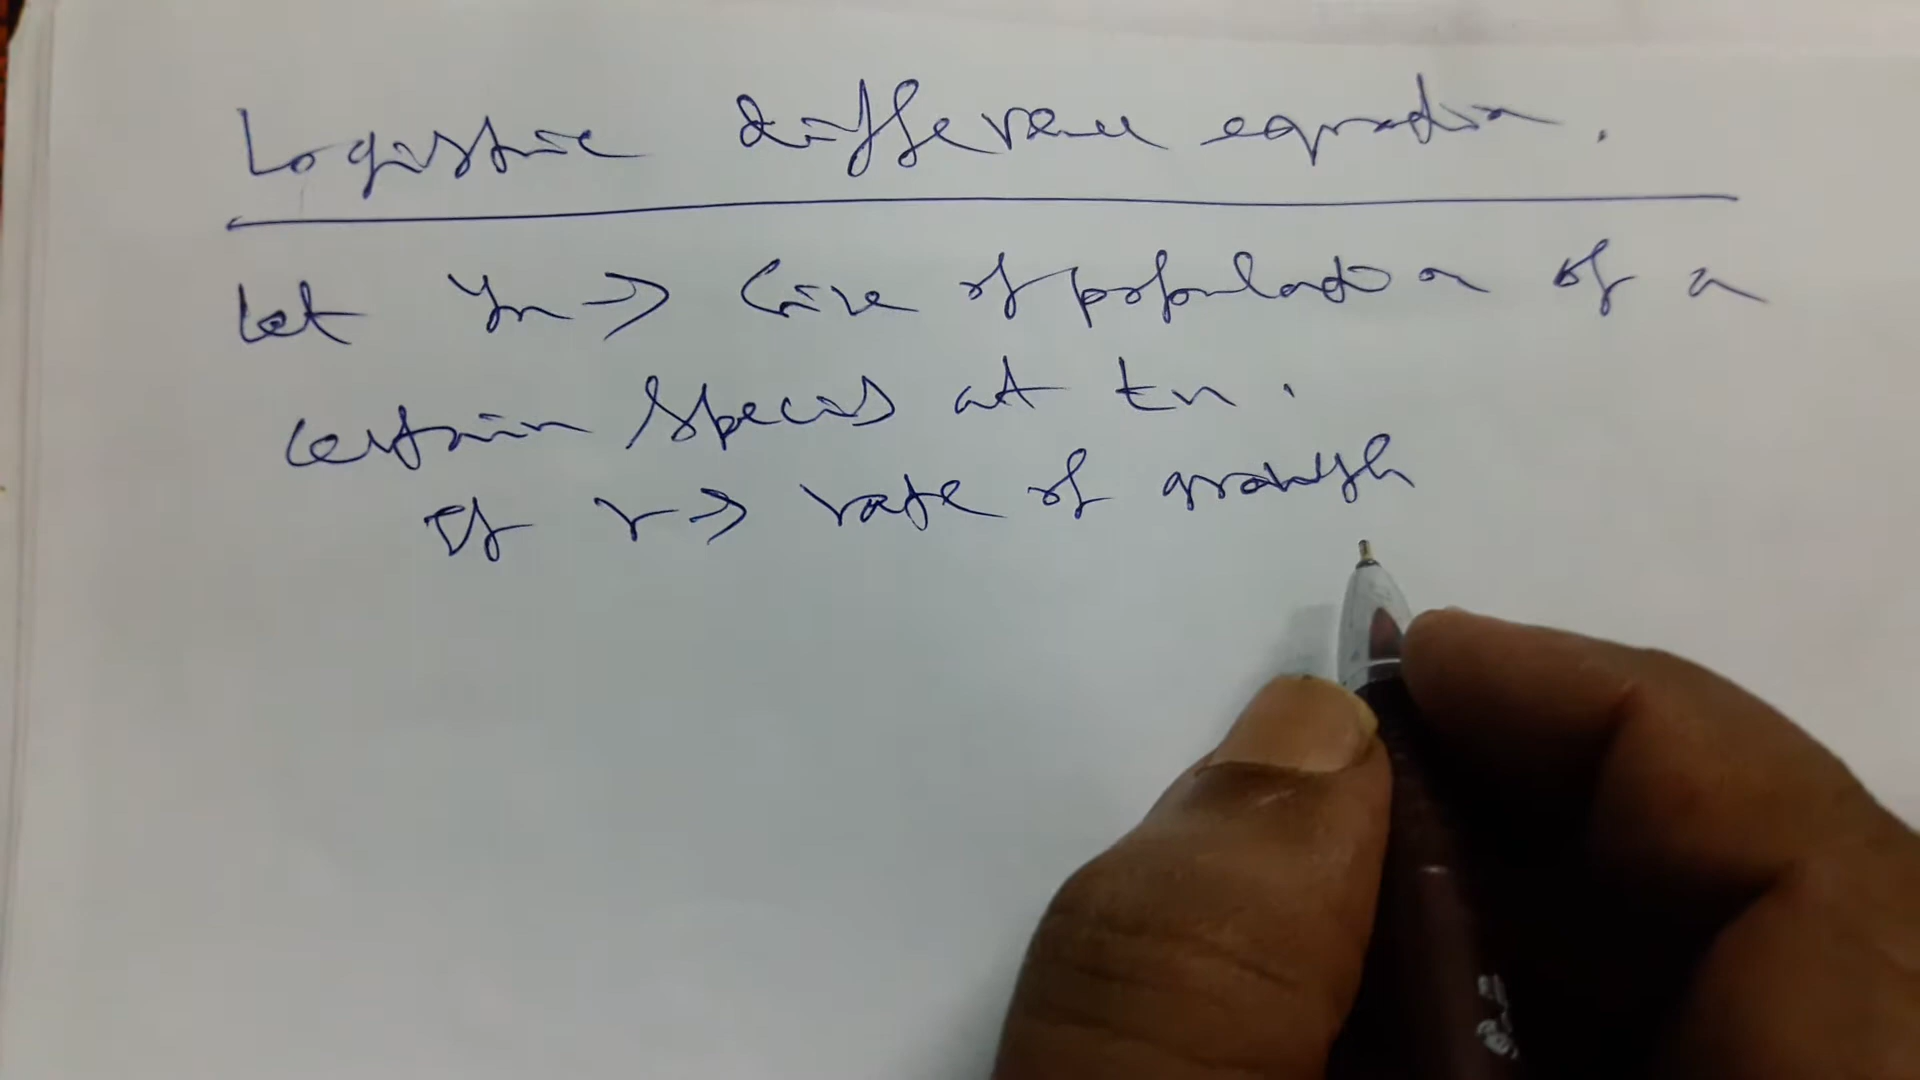 Logistic difference equation.
Let yn => Size of population of a
certain species at tn.
If r => rate of growth